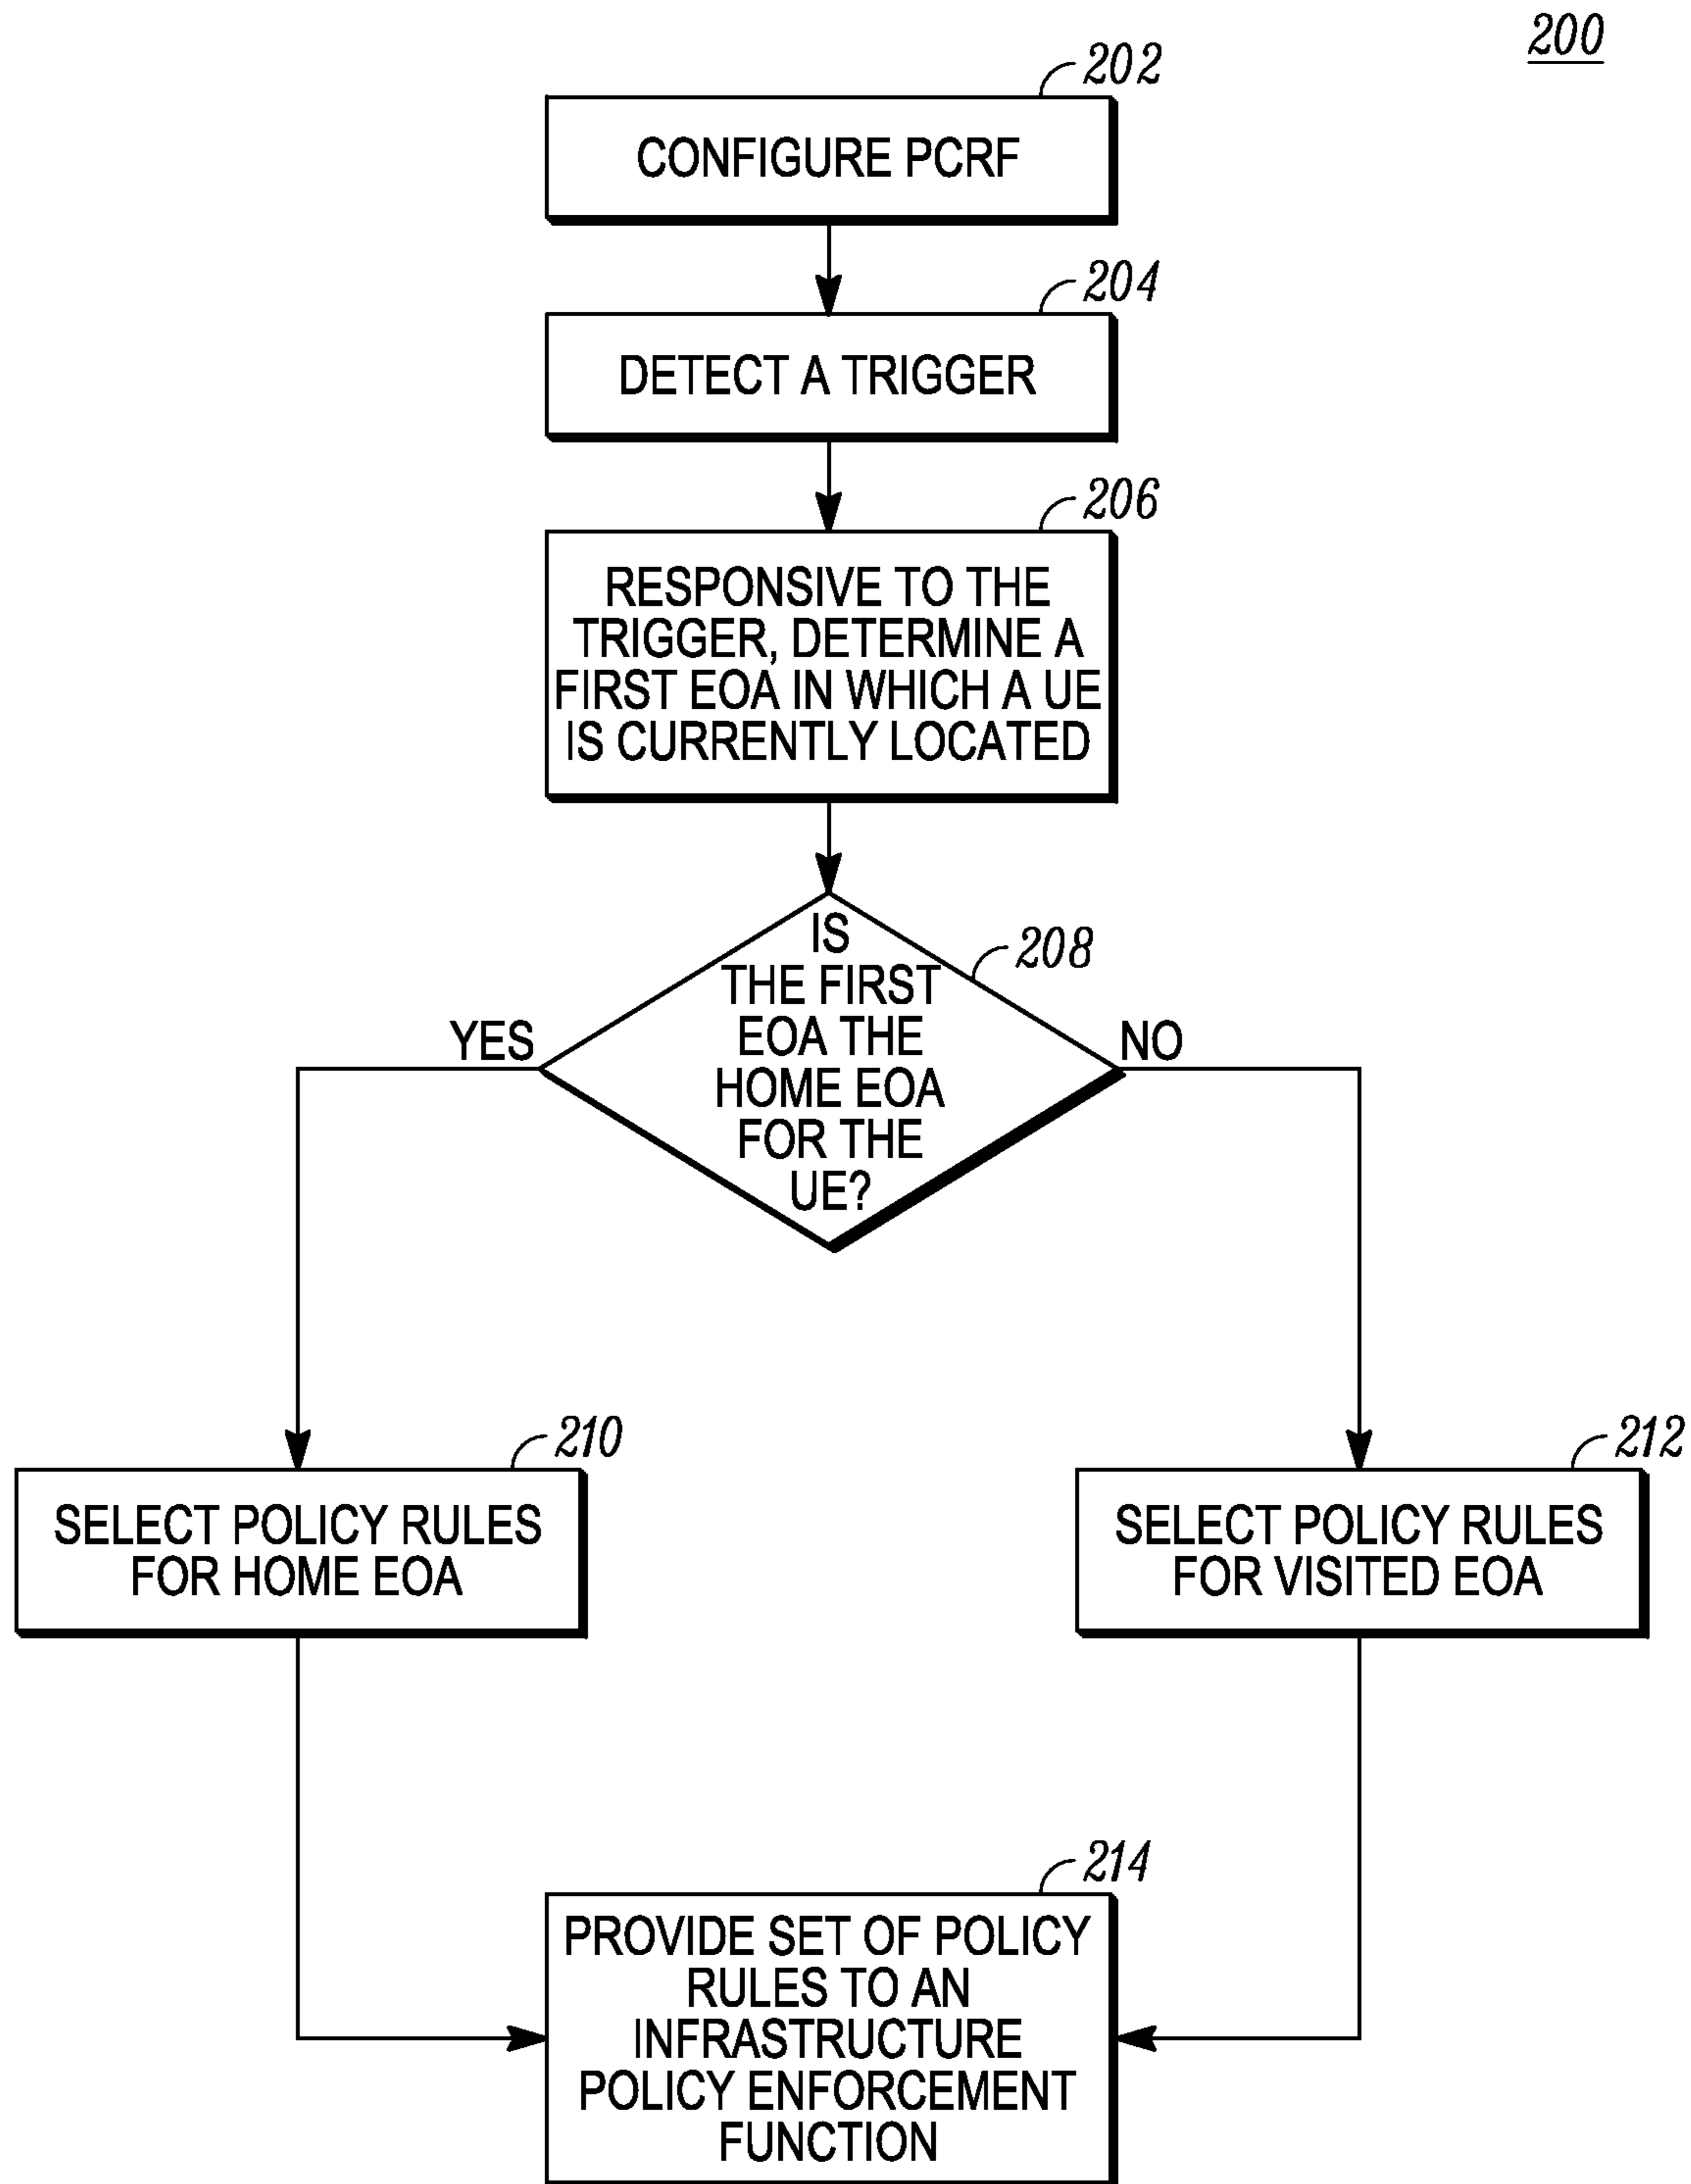 200
202
CONFIGURE PCRF
204
DETECT A TRIGGER
206
RESPONSIVE TO THE
TRIGGER, DETERMINE A
FIRST EOA IN WHICH A UE
IS CURRENTLY LOCATED
208
IS
THE FIRST
EOA THE
HOME EOA
FOR THE
UE?
YES
NO
210
SELECT POLICY RULES
FOR HOME EOA
212
SELECT POLICY RULES
FOR VISITED EOA
214
PROVIDE SET OF POLICY
RULES TO AN
INFRASTRUCTURE
POLICY ENFORCEMENT
FUNCTION